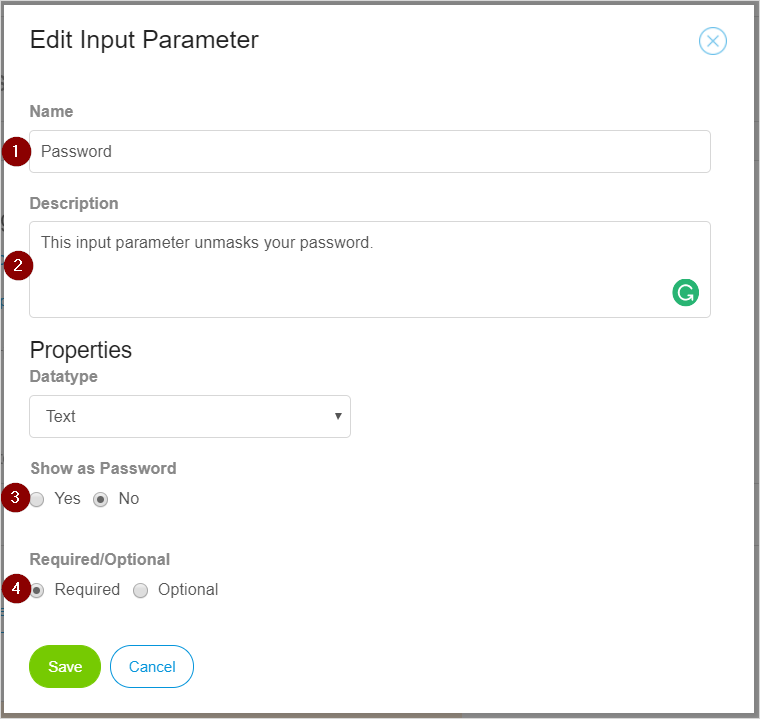 Edit Input Parameter
Name
1 Password
Description
This input parameter unmasks your password.
2
Properties
Datatype
Text
Show as Password
3 Yes No
Required/Optional
4 Required Optional
Save Cancel